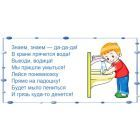 Знаем, знаем — да-да-да!
В кране прячется вода!
Выходи, водица!
Мы пришли умыться!
Лейся понемножку
Прямо на ладошку!
Будет мыло пениться
И грязь куда-то денется!